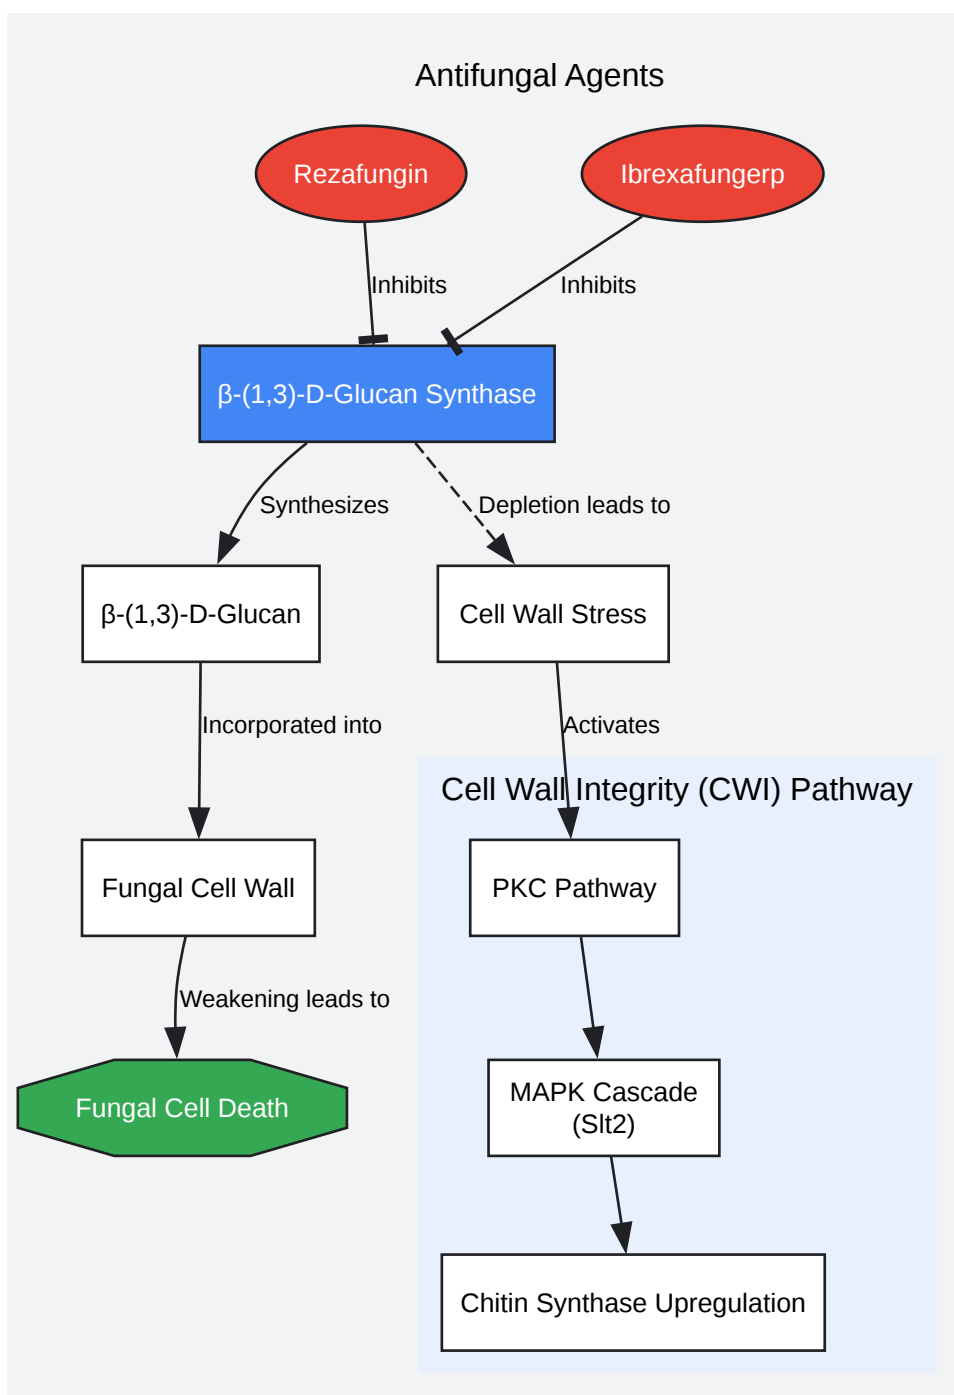 Antifungal Agents
Rezafungin
Ibrexafungerp
Inhibits
Inhibits
β-(1,3)-D-Glucan Synthase
Synthesizes
Depletion leads to
β-(1,3)-D-Glucan
Cell Wall Stress
Incorporated into
Activates
Cell Wall Integrity (CWI) Pathway
Fungal Cell Wall
PKC Pathway
Weakening leads to
Fungal Cell Death
MAPK Cascade
(Slt2)
Chitin Synthase Upregulation